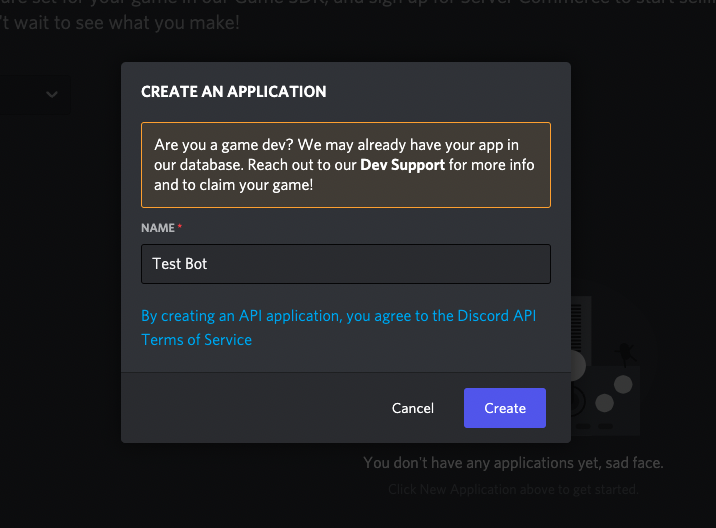 are set for your game in our Game SDK, and sign up for Server Commerce to start selli
't wait to see what you make!
CREATE AN APPLICATION
Are you a game dev? We may already have your app in
our database. Reach out to our Dev Support for more info
and to claim your game!
NAME *
Test Bot
By creating an API application, you agree to the Discord API
Terms of Service
Cancel
Create
You don't have any applications yet, sad face.
Click New Application above to get started.